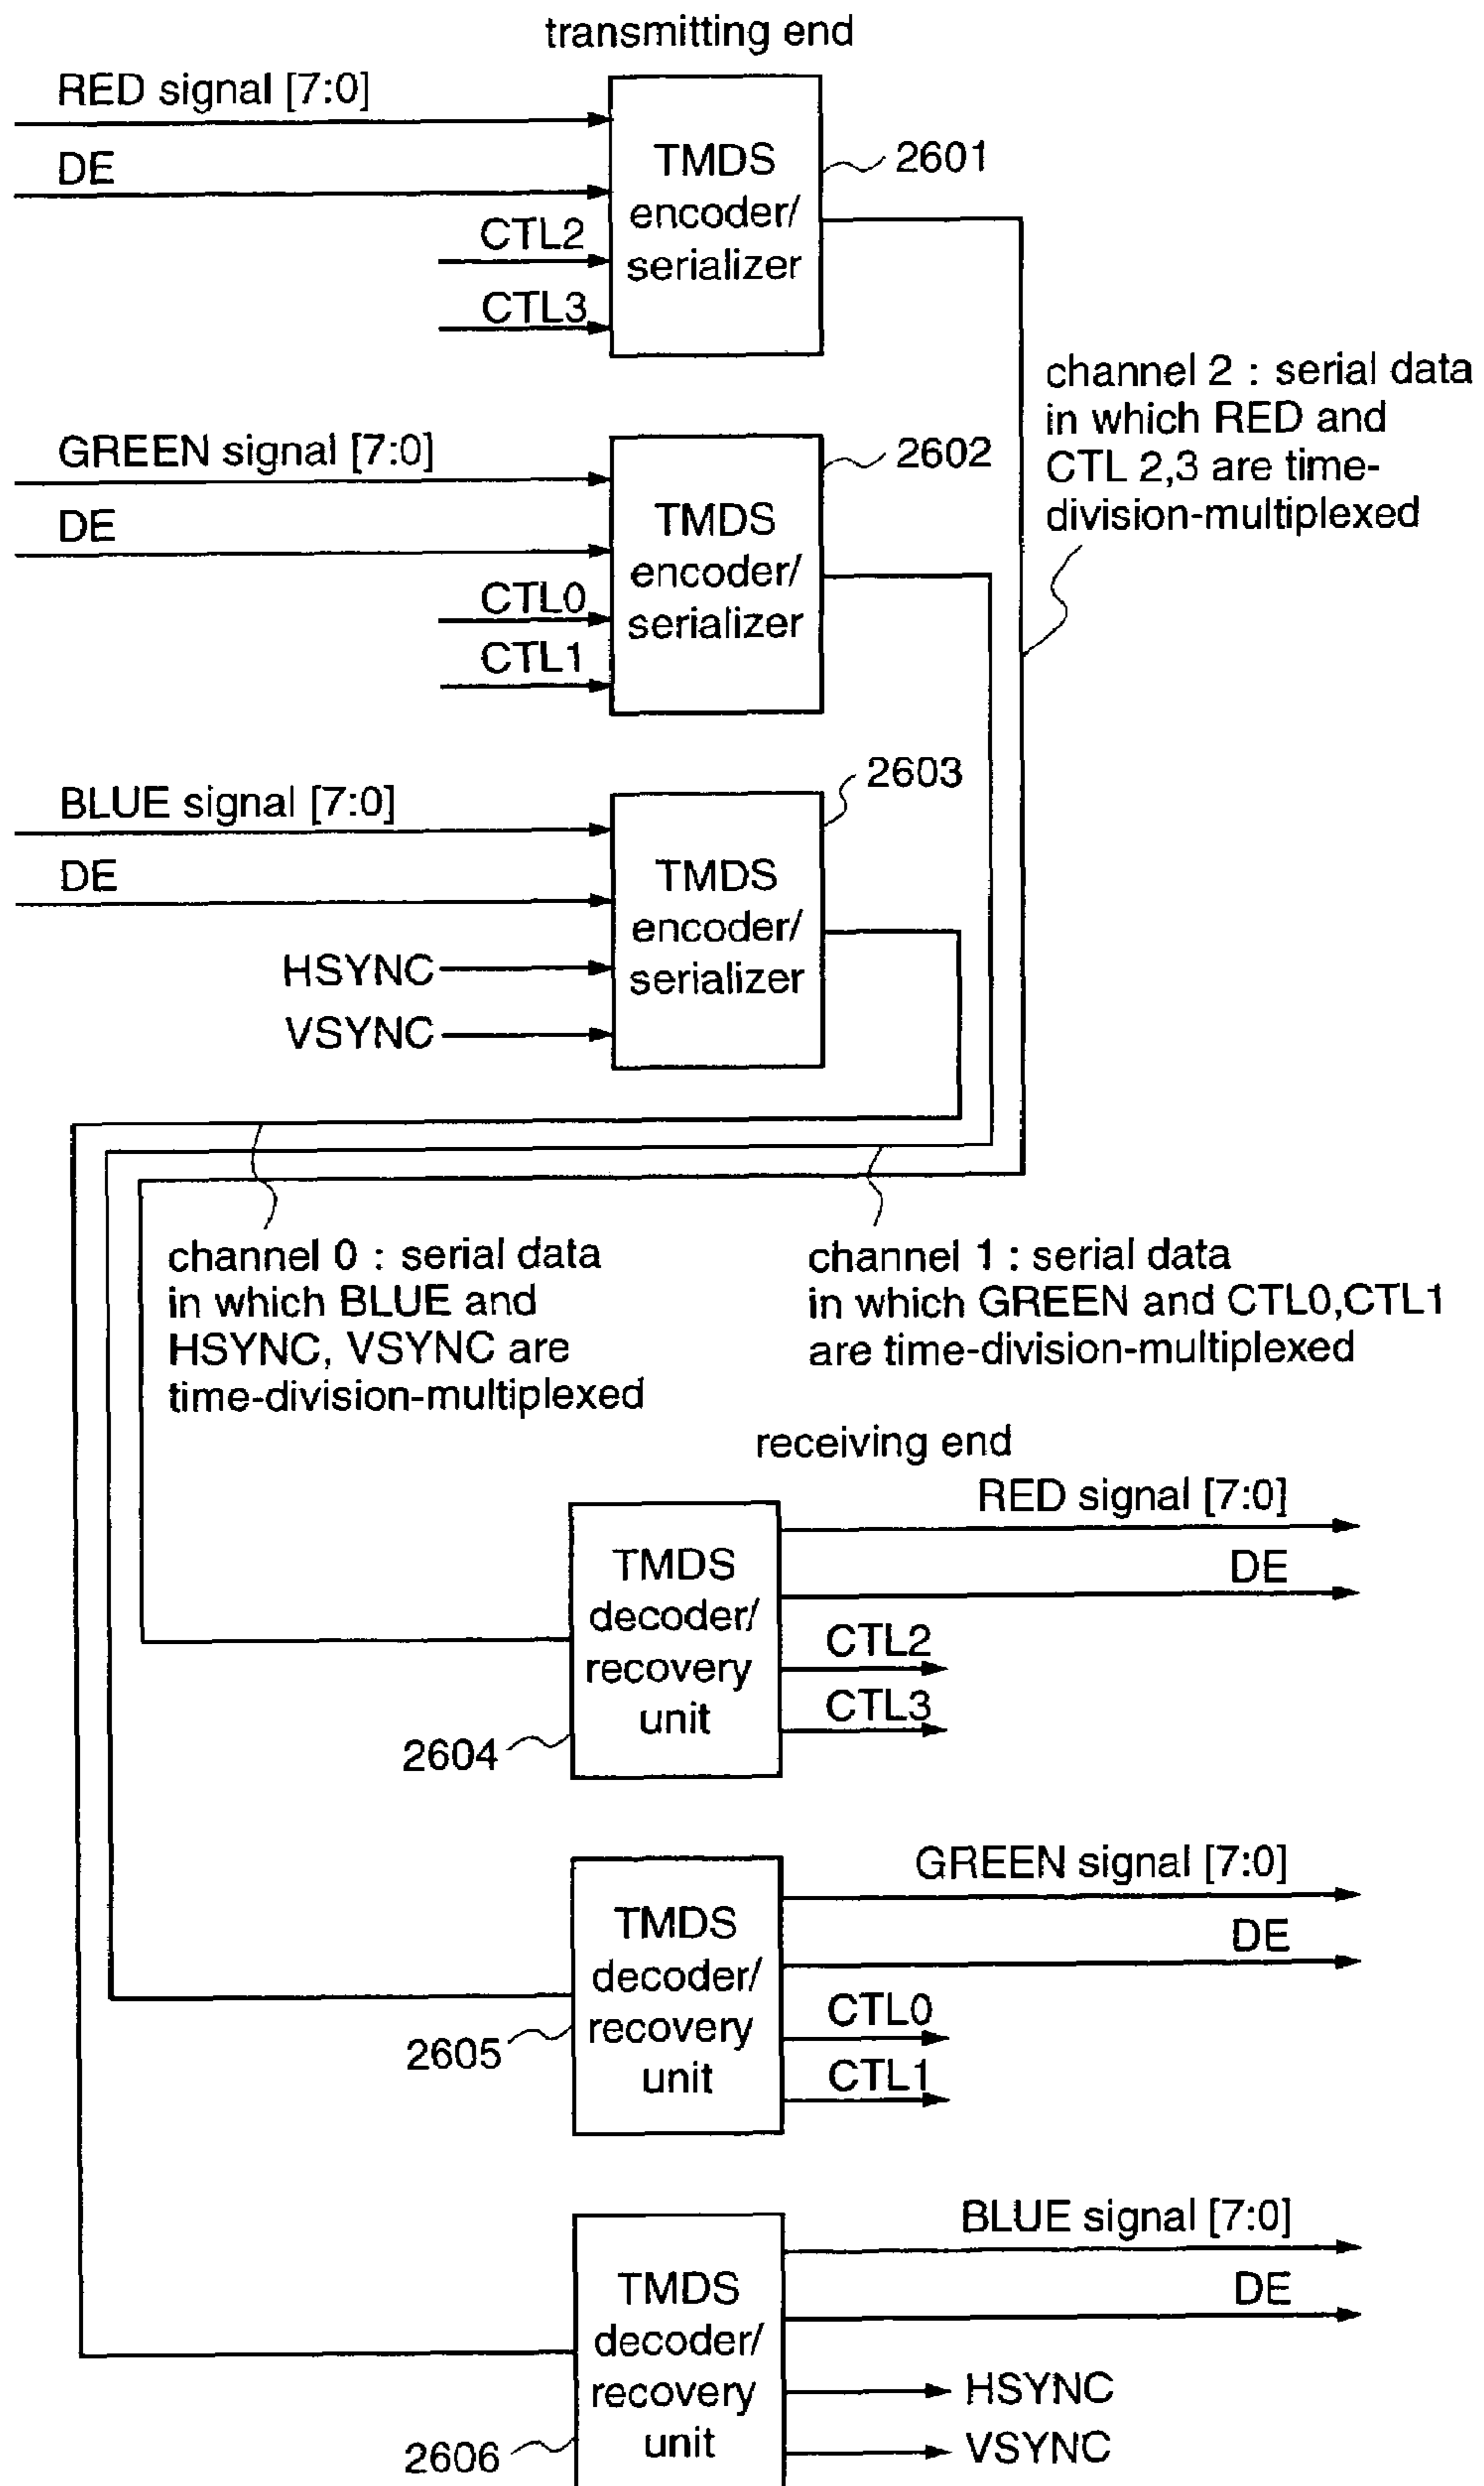 transmitting end
RED signal [7:0]
DE
CTL2
CTL3
TMDS
encoder/
serializer
2601
channel 2 : serial data
in which RED and
CTL 2,3 are time-
division-multiplexed
GREEN signal [7:0]
DE
CTL0
CTL1
TMDS
encoder/
serializer
2602
BLUE signal [7:0]
DE
HSYNC
VSYNC
TMDS
encoder/
serializer
2603
channel 0 : serial data
in which BLUE and
HSYNC, VSYNC are
time-division-multiplexed
channel 1 : serial data
in which GREEN and CTL0,CTL1
are time-division-multiplexed
receiving end
TMDS
decoder/
recovery
unit
2604
RED signal [7:0]
DE
CTL2
CTL3
TMDS
decoder/
recovery
unit
2605
GREEN signal [7:0]
DE
CTL0
CTL1
TMDS
decoder/
recovery
unit
2606
BLUE signal [7:0]
DE
HSYNC
VSYNC